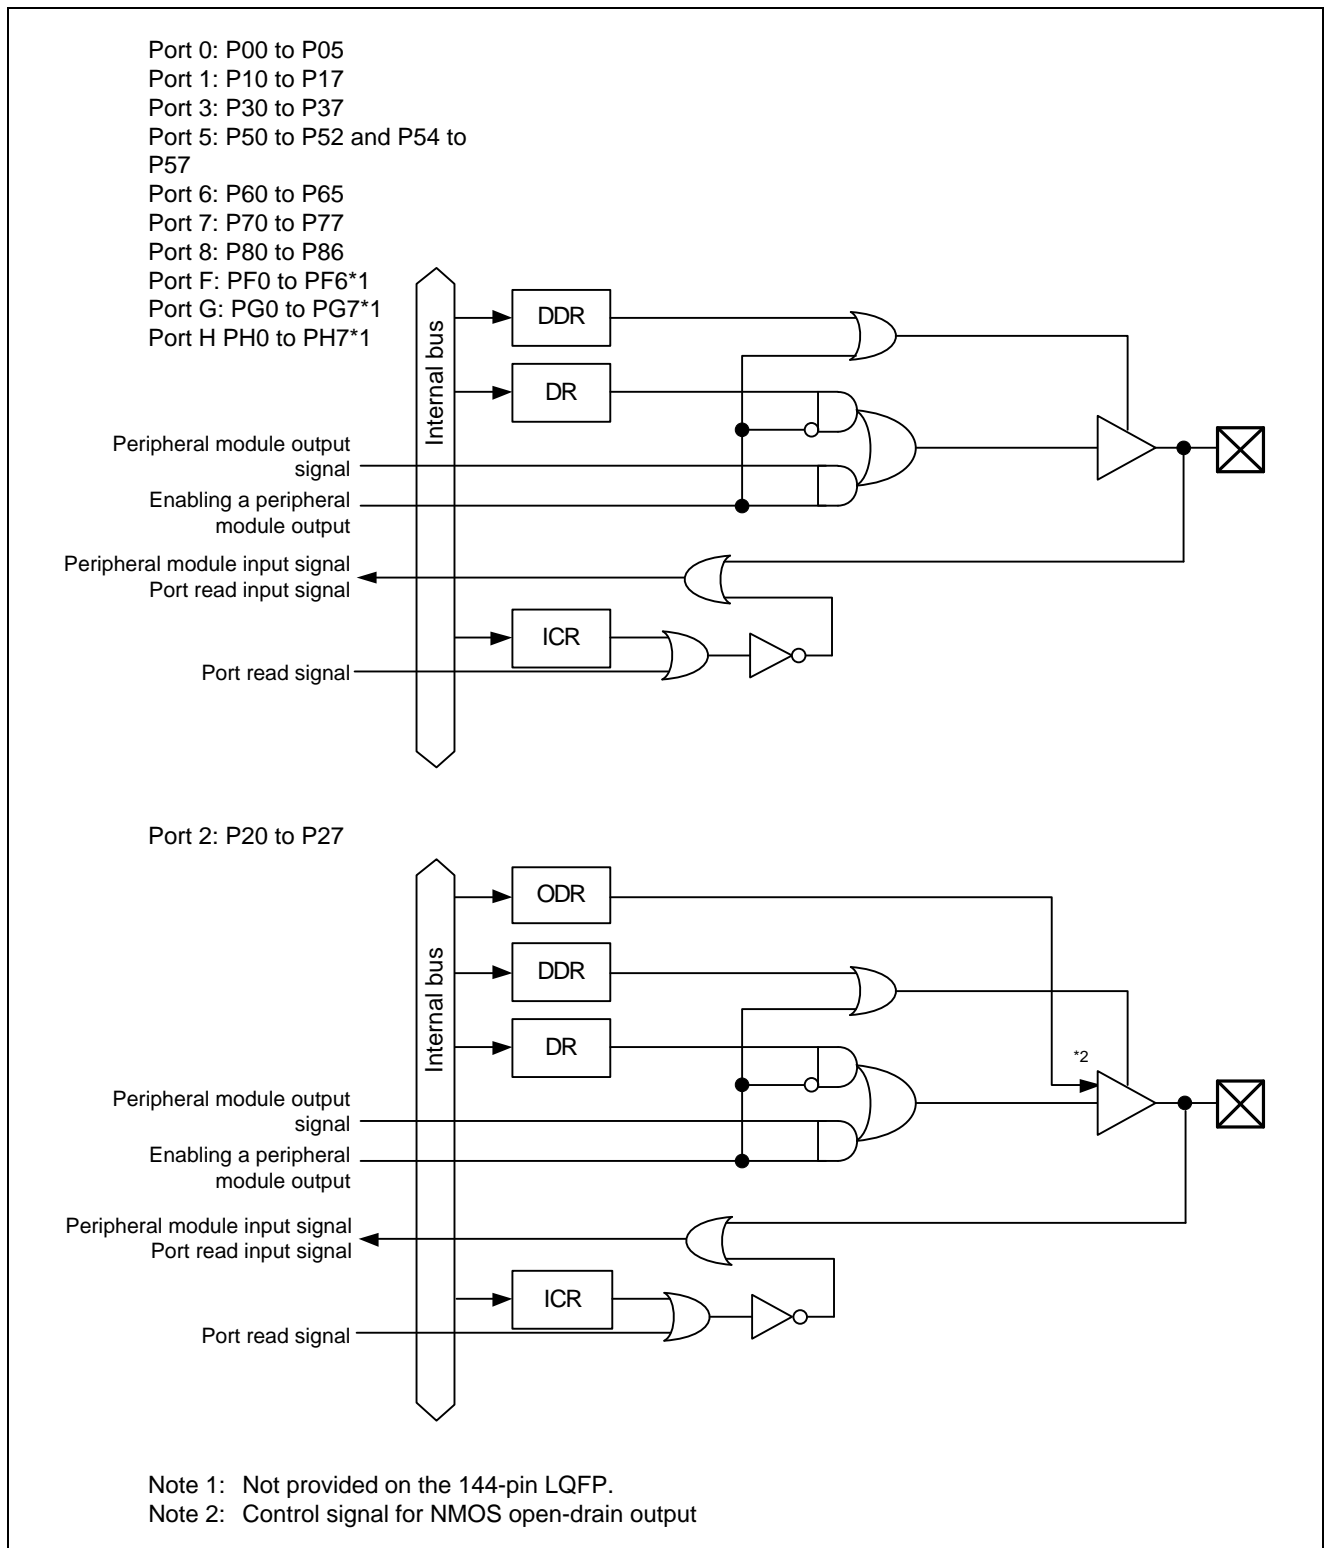 Port 0: P00 to P05
Port 1: P10 to P17
Port 3: P30 to P37
Port 5: P50 to P52 and P54 to
P57
Port 6: P60 to P65
Port 7: P70 to P77
Port 8: P80 to P86
Port F: PF0 to PF6*1
Port G: PG0 to PG7*1
Port H PH0 to PH7*1
Internal bus
DDR
DR
Peripheral module output
signal
Enabling a peripheral
module output
Peripheral module input signal
Port read input signal
ICR
Port read signal
Port 2: P20 to P27
Internal bus
ODR
DDR
DR
*2
Peripheral module output
signal
Enabling a peripheral
module output
Peripheral module input signal
Port read input signal
ICR
Port read signal
Note 1: Not provided on the 144-pin LQFP.
Note 2: Control signal for NMOS open-drain output